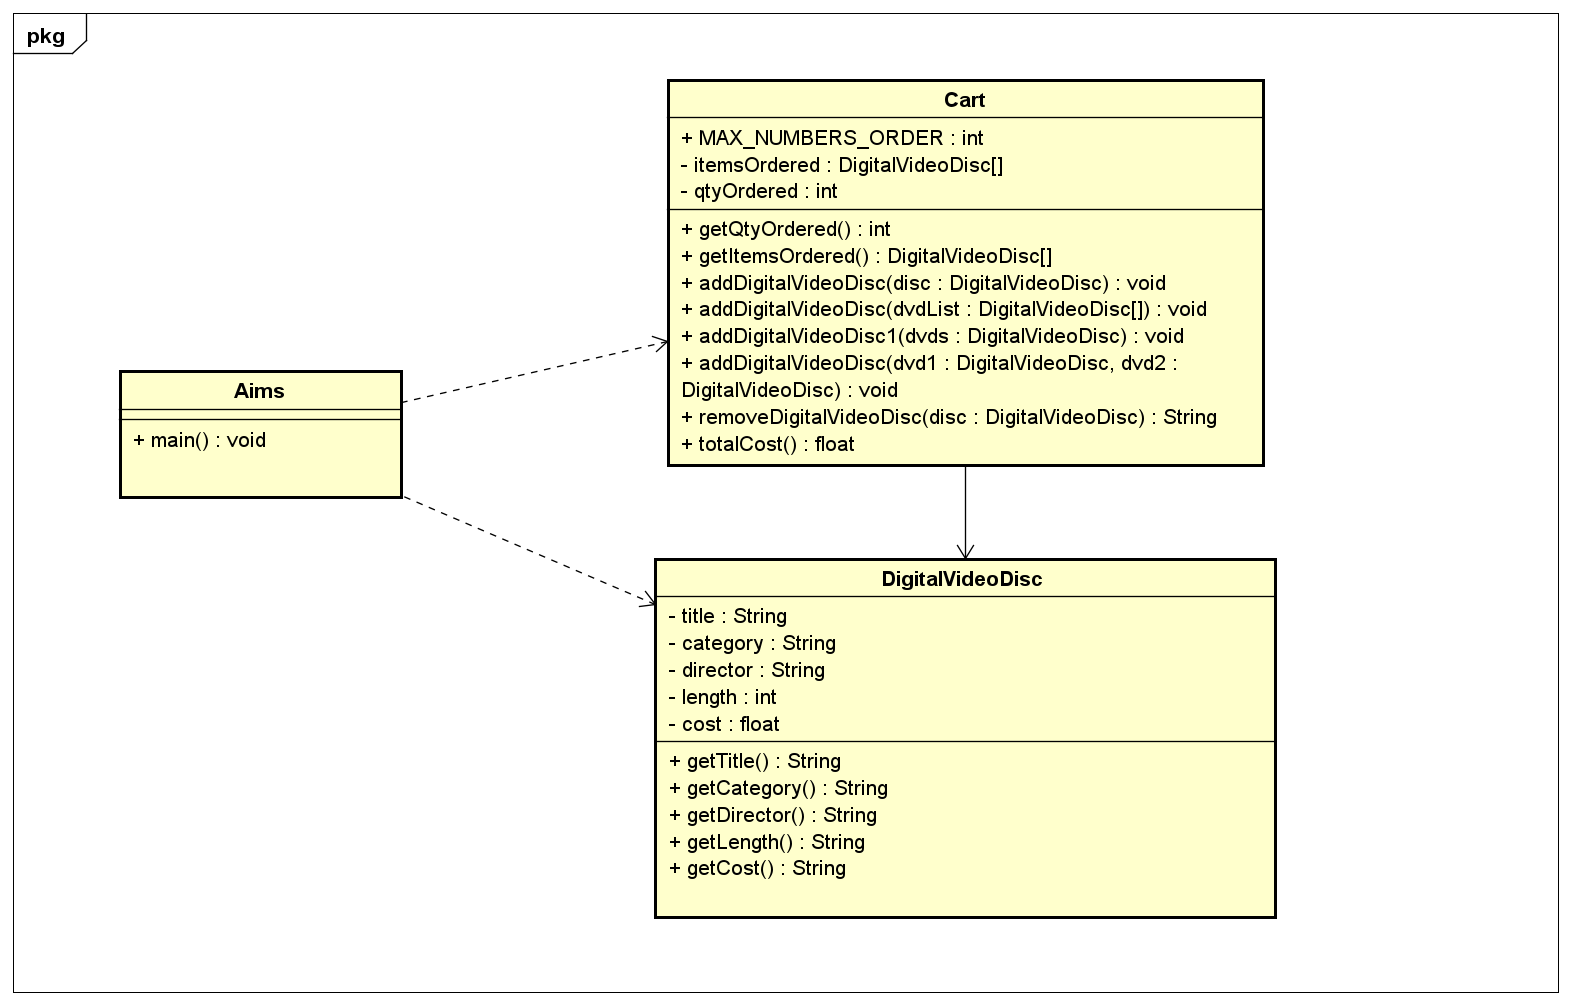 pkg
Cart
+ MAX_NUMBERS_ORDER : int
- itemsOrdered : DigitalVideoDisc[]
- qtyOrdered : int
+ getQtyOrdered() : int
+ getItemsOrdered() : DigitalVideoDisc[]
+ addDigitalVideoDisc(disc : DigitalVideoDisc) : void
+ addDigitalVideoDisc(dvdList : DigitalVideoDisc[]) : void
+ addDigitalVideoDisc1(dvds : DigitalVideoDisc) : void
+ addDigitalVideoDisc(dvd1 : DigitalVideoDisc, dvd2 :
DigitalVideoDisc) : void
+ removeDigitalVideoDisc(disc : DigitalVideoDisc) : String
+ totalCost() : float
Aims
+ main() : void
DigitalVideoDisc
- title : String
- category : String
- director : String
- length : int
- cost : float
+ getTitle() : String
+ getCategory() : String
+ getDirector() : String
+ getLength() : String
+ getCost() : String